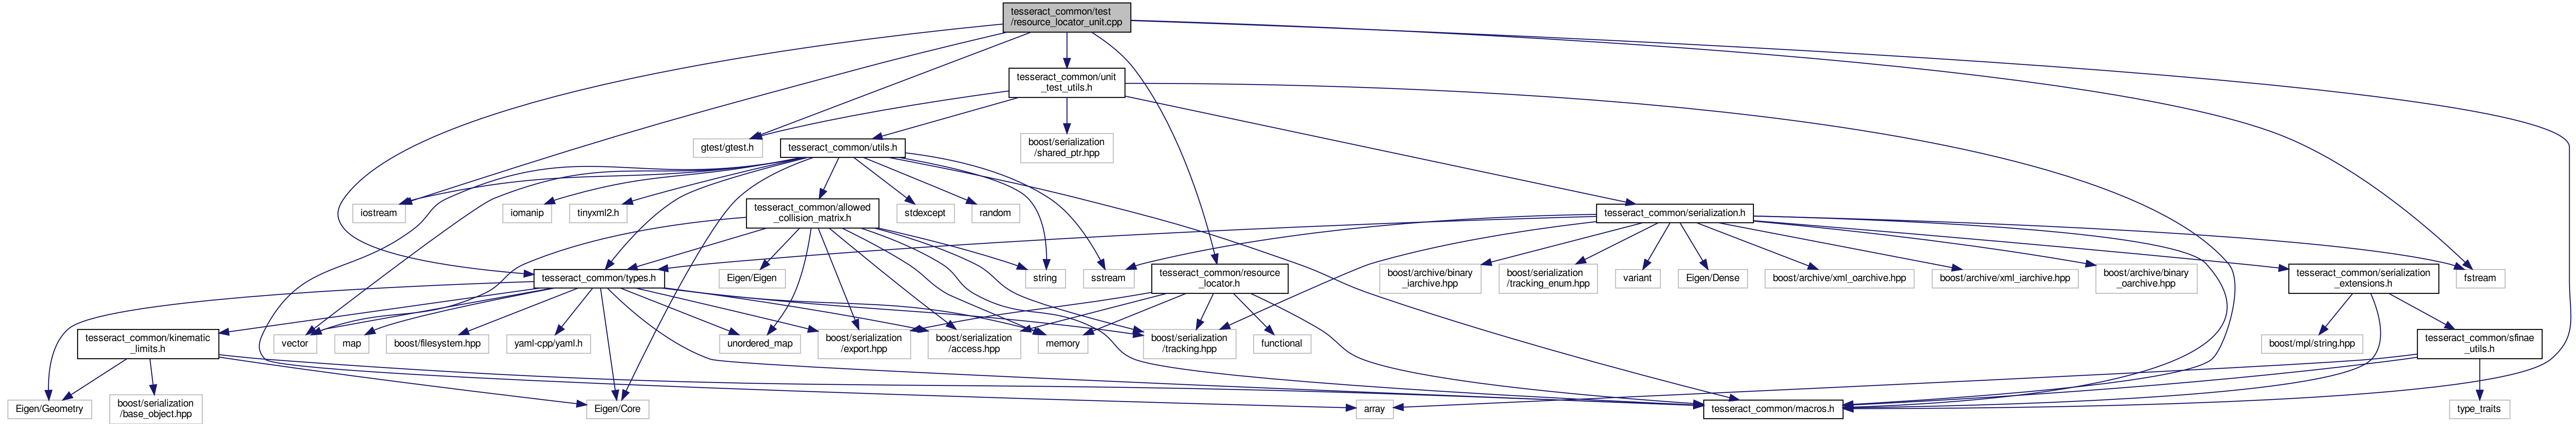 tesseract_common/test
/resource_locator_unit.cpp
tesseract_common/unit
_test_utils.h
gtest/gtest.h
tesseract_common/utils.h
boost/serialization
/shared_ptr.hpp
iostream
iomanip
tinyxml2.h
tesseract_common/allowed
_collision_matrix.h
stdexcept
random
tesseract_common/serialization.h
tesseract_common/types.h
Eigen/Eigen
string
sstream
tesseract_common/resource
_locator.h
boost/archive/binary
_iarchive.hpp
boost/serialization
/tracking_enum.hpp
variant
Eigen/Dense
boost/archive/xml_oarchive.hpp
boost/archive/xml_iarchive.hpp
boost/archive/binary
_oarchive.hpp
tesseract_common/serialization
_extensions.h
fstream
tesseract_common/kinematic
_limits.h
vector
map
boost/filesystem.hpp
yaml-cpp/yaml.h
unordered_map
boost/serialization
/export.hpp
boost/serialization
/access.hpp
memory
boost/serialization
/tracking.hpp
functional
boost/mpl/string.hpp
tesseract_common/sfinae
_utils.h
Eigen/Geometry
boost/serialization
/base_object.hpp
Eigen/Core
array
tesseract_common/macros.h
type_traits